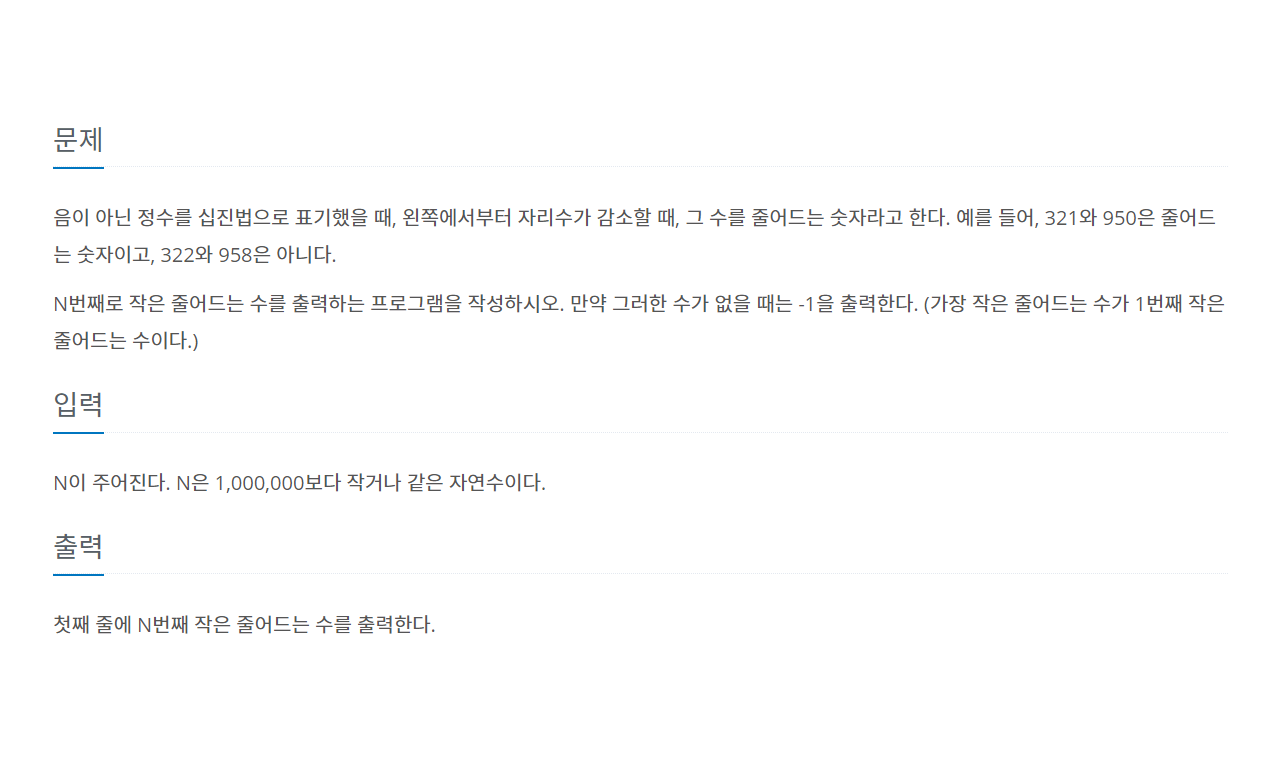 문제
음이 아닌 정수를 십진법으로 표기했을 때, 왼쪽에서부터 자리수가 감소할 때, 그 수를 줄어드는 숫자라고 한다. 예를 들어, 321와 950은 줄어드
는 숫자이고, 322와 958은 아니다.
N번째로 작은 줄어드는 수를 출력하는 프로그램을 작성하시오. 만약 그러한 수가 없을 때는 -1을 출력한다. (가장 작은 줄어드는 수가 1번째 작은
줄어드는 수이다.)
입력
N이 주어진다. N은 1,000,000보다 작거나 같은 자연수이다.
출력
첫째 줄에 N번째 작은 줄어드는 수를 출력한다.